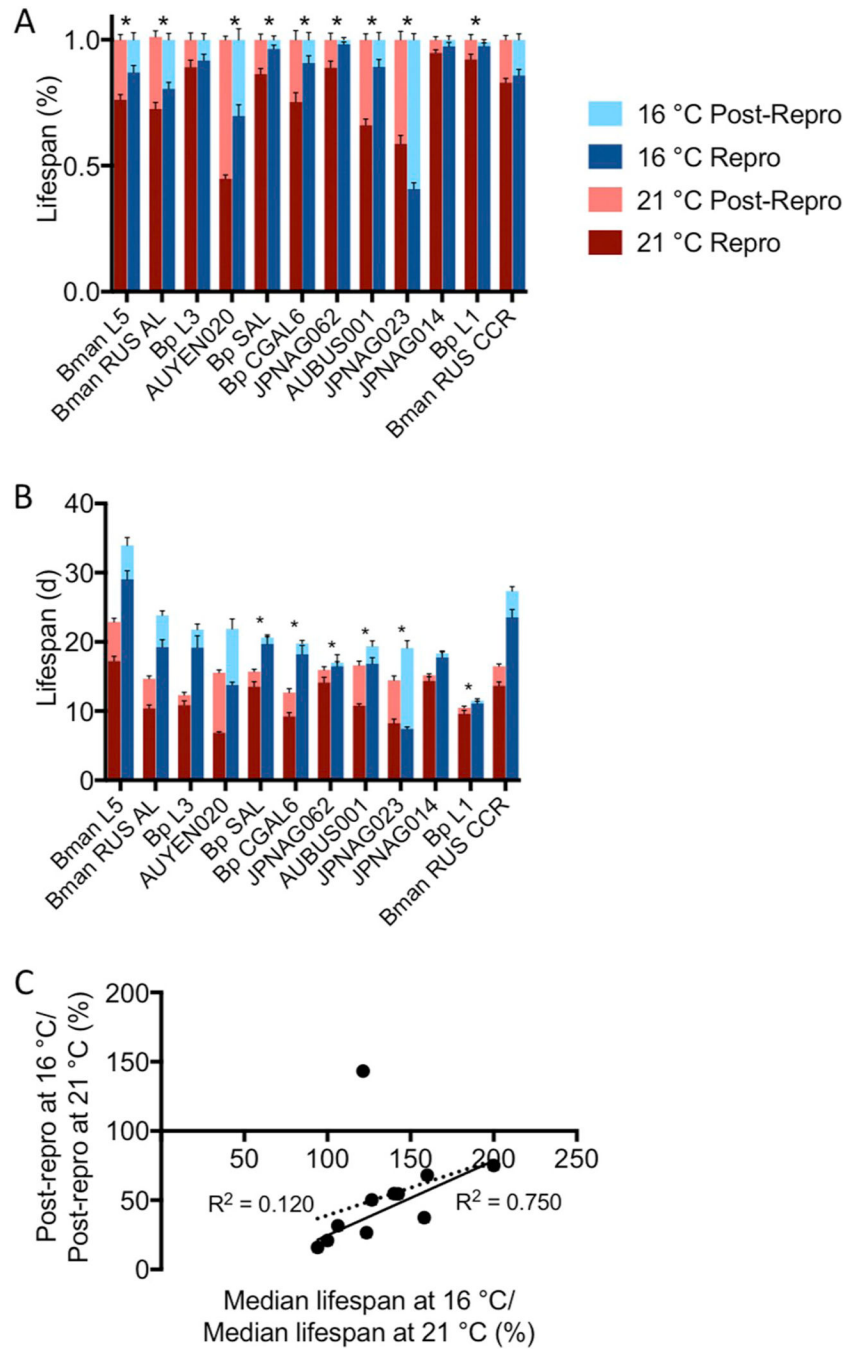 A
* * * * * * * * * *
Lifespan (%)
1.0
0.5
0.0
Bman L5
Bman RUS AL
Bp L3
AUYEN020
Bp SAL
Bp CGAL6
JPNAG062
AUBUS001
JPNAG023
JPNAG014
Bp L1
Bman RUS CCR
16 °C Post-Repro
16 °C Repro
21 °C Post-Repro
21 °C Repro
B
Lifespan (d)
40
30
20
10
0
* * * * * *
Bman L5
Bman RUS AL
Bp L3
AUYEN020
Bp SAL
Bp CGAL6
JPNAG062
AUBUS001
JPNAG023
JPNAG014
Bp L1
Bman RUS CCR
C
Post-repro at 16 °C/
Post-repro at 21 °C (%)
200
150
100
50
0
50 100 150 200 250
R² = 0.120
R² = 0.750
Median lifespan at 16 °C/
Median lifespan at 21 °C (%)